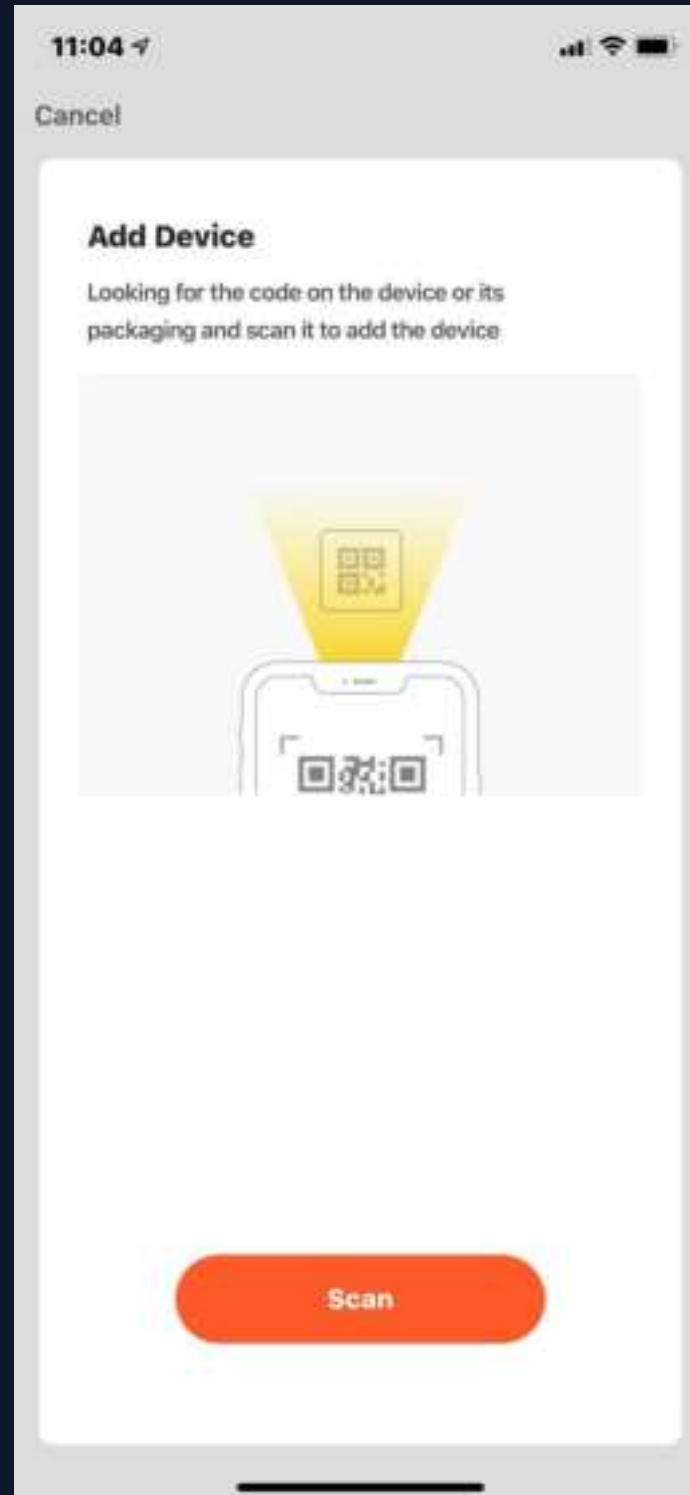 11:04
Cancel
Add Device
Looking for the code on the device or its
packaging and scan it to add the device
Scan